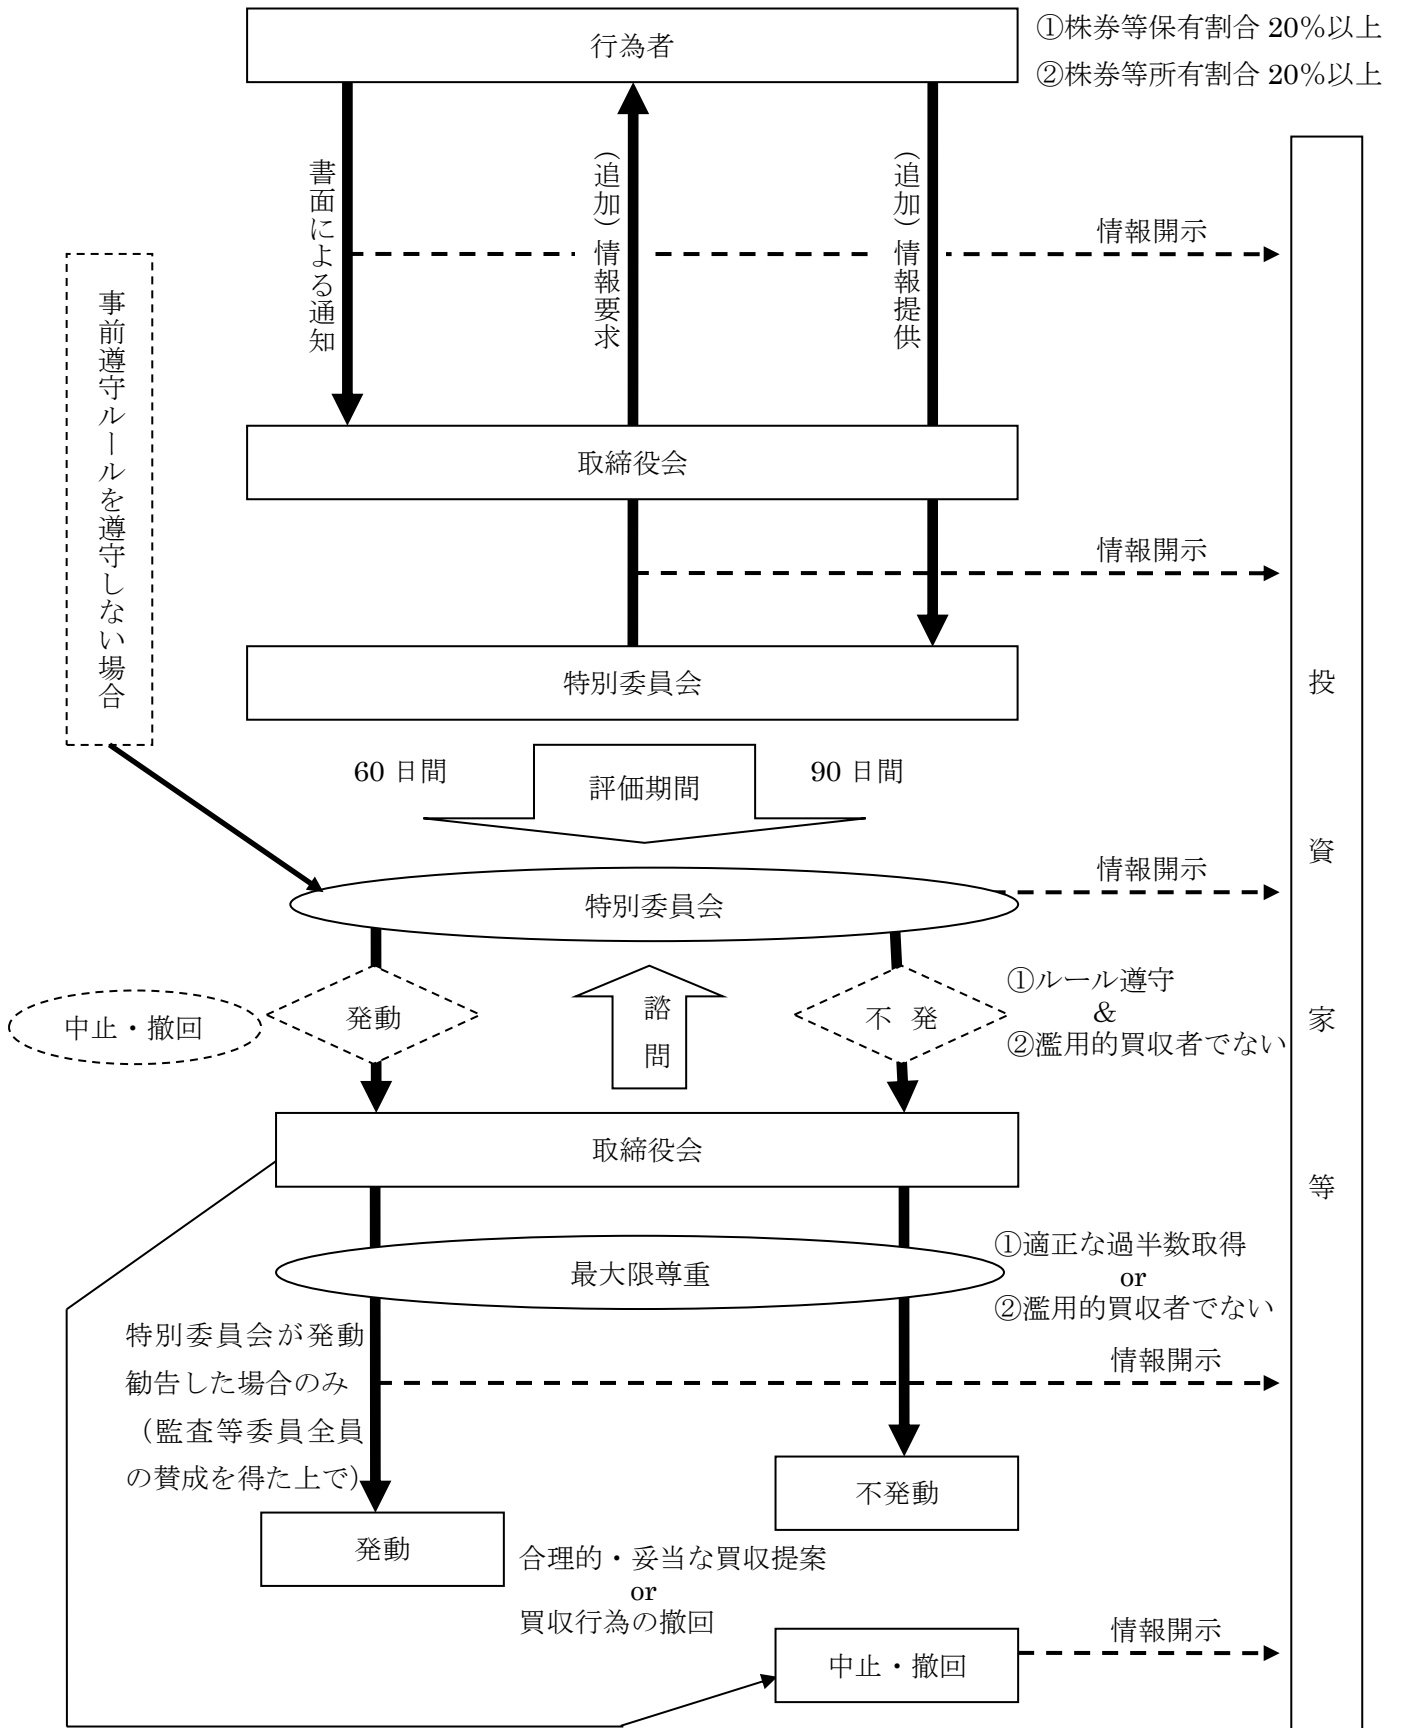 行為者
①株券等保有割合 20%以上
②株券等所有割合 20%以上
書面による通知
（追加）情報要求
（追加）情報提供
情報開示
事前遵守ルールを遵守しない場合
取締役会
情報開示
特別委員会
投資家等
60 日間
評価期間
90 日間
特別委員会
情報開示
中止・撤回
発動
諮問
不 発
①ルール遵守
&
②濫用的買収者でない
取締役会
最大限尊重
①適正な過半数取得
or
②濫用的買収者でない
特別委員会が発動
勧告した場合のみ
（監査等委員全員
の賛成を得た上で）
情報開示
不発動
発動
合理的・妥当な買収提案
or
買収行為の撤回
中止・撤回
情報開示